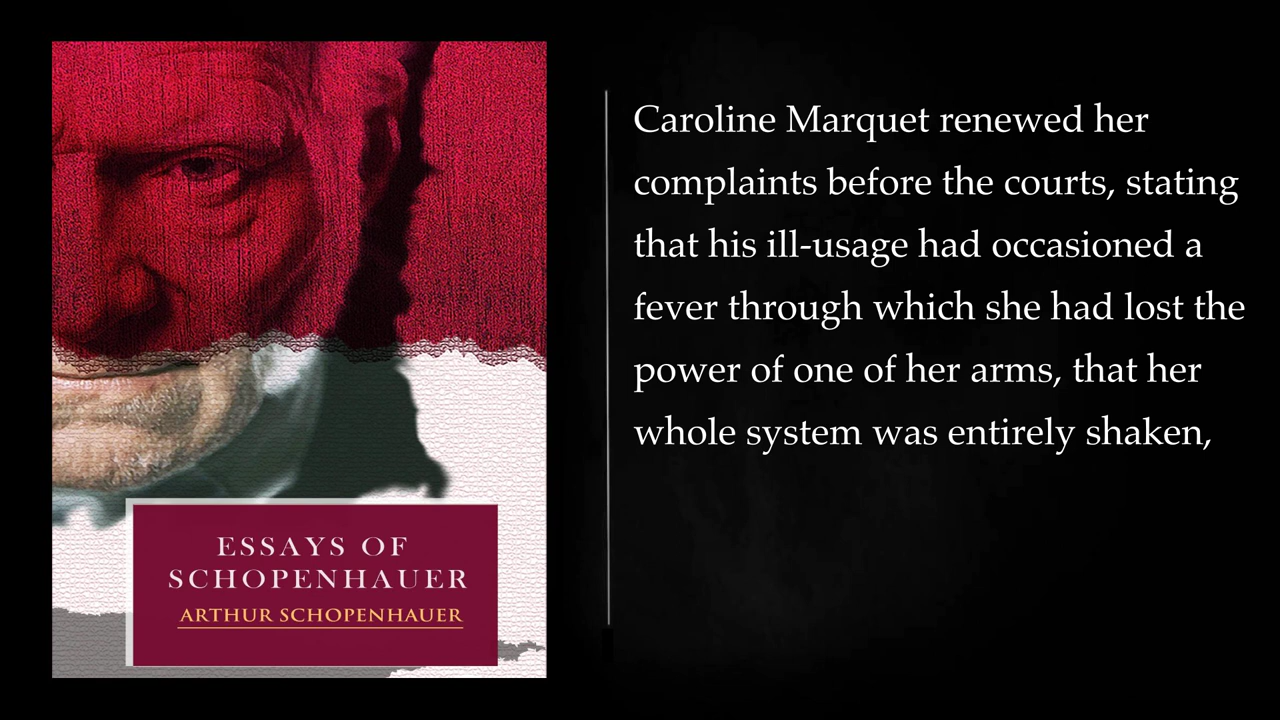 ESSAYS OF
SCHOPENHAUER
ARTHUR SCHOPENHAUER
Caroline Marquet renewed her
complaints before the courts, stating
that his ill-usage had occasioned a
fever through which she had lost the
power of one of her arms, that her
whole system was entirely shaken,